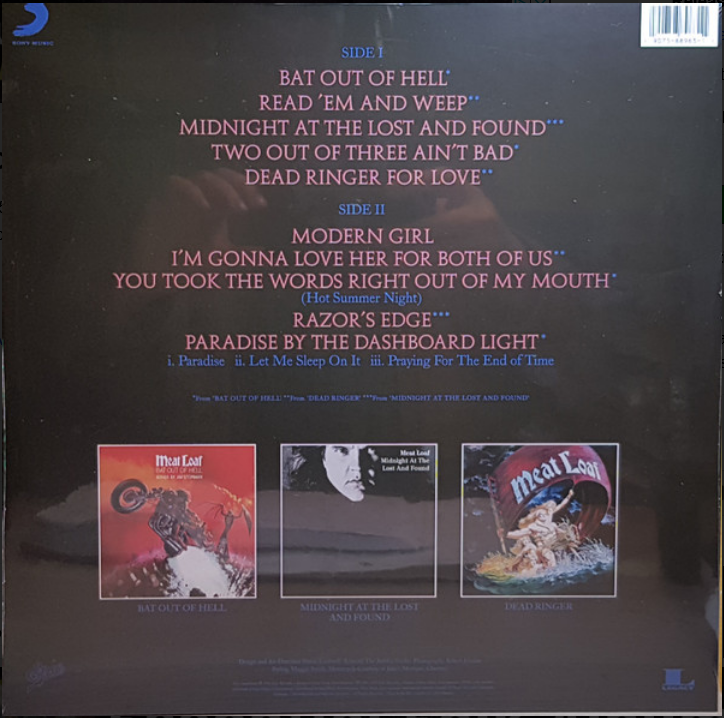 SONY MUSIC
SIDE I
BAT OUT OF HELL*
READ 'EM AND WEEP**
MIDNIGHT AT THE LOST AND FOUND***
TWO OUT OF THREE AIN'T BAD*
DEAD RINGER FOR LOVE**
SIDE II
MODERN GIRL
I'M GONNA LOVE HER FOR BOTH OF US**
YOU TOOK THE WORDS RIGHT OUT OF MY MOUTH*
(Hot Summer Night)
RAZOR'S EDGE***
PARADISE BY THE DASHBOARD LIGHT*
i. Paradise ii. Let Me Sleep On It iii. Praying For The End of Time
*From 'BAT OUT OF HELL' **From 'DEAD RINGER' ***From 'MIDNIGHT AT THE LOST AND FOUND'
Meat Loaf
BAT OUT OF HELL
Meat Loaf
Midnight At The
Lost And Found
Meat Loaf
BAT OUT OF HELL
MIDNIGHT AT THE LOST
AND FOUND
DEAD RINGER
Epic
L
LEGACY